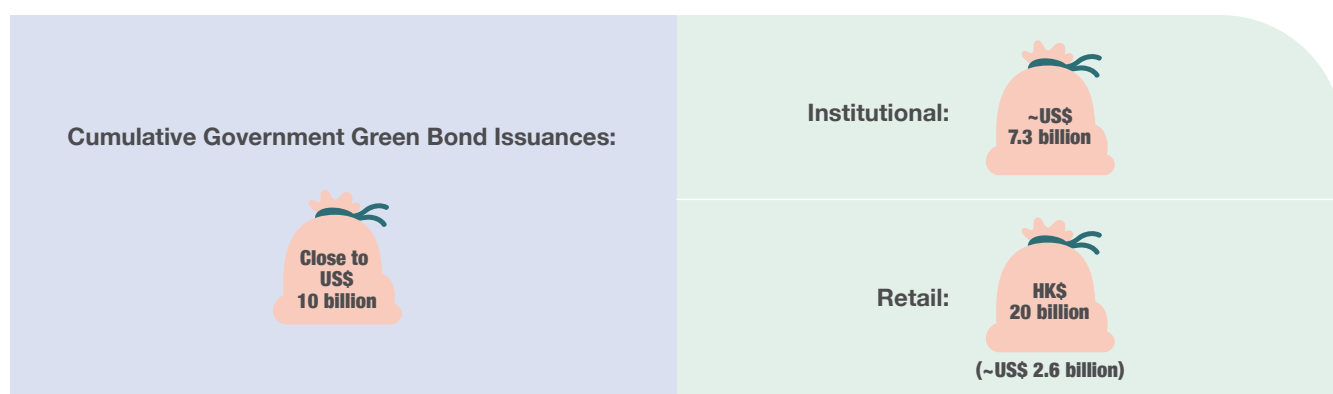 Cumulative Government Green Bond Issuances:
Close to
US$
10 billion
Institutional:
~US$
7.3 billion
Retail:
HK$
20 billion
(~US$ 2.6 billion)